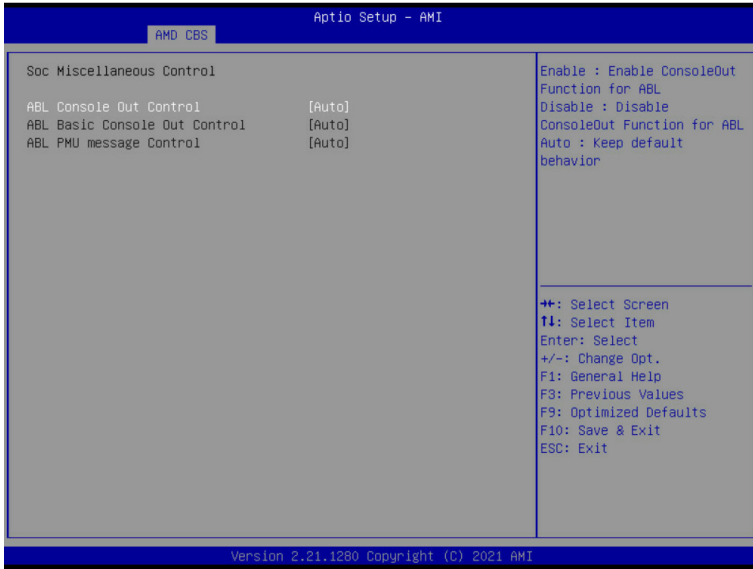 Aptio Setup - AMI
AMD CBS
Soc Miscellaneous Control
ABL Console Out Control [Auto]
ABL Basic Console Out Control [Auto]
ABL PMU message Control [Auto]
Enable : Enable ConsoleOut
Function for ABL
Disable : Disable
ConsoleOut Function for ABL
Auto : Keep default
behavior
→←: Select Screen
↑↓: Select Item
Enter: Select
+/-: Change Opt.
F1: General Help
F3: Previous Values
F9: Optimized Defaults
F10: Save & Exit
ESC: Exit
Version 2.21.1280 Copyright (C) 2021 AMI